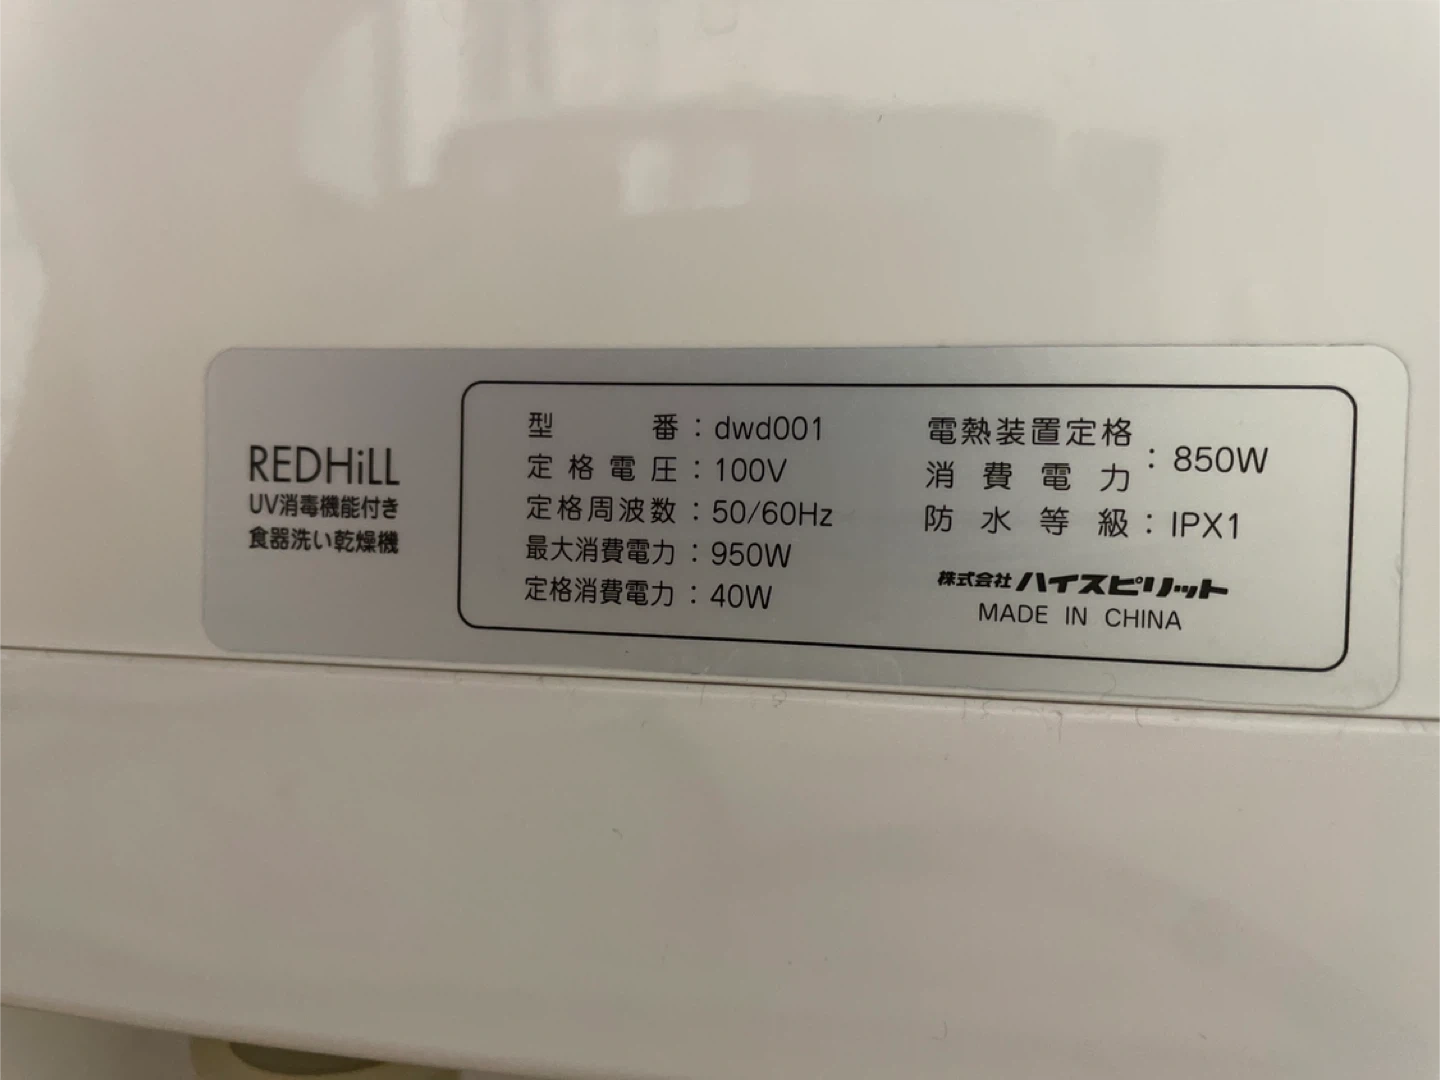 REDHiLL
UV消毒機能付き
食器洗い乾燥機
型番：dwd001
定格電圧：100V
定格周波数：50/60Hz
最大消費電力：950W
定格消費電力：40W
電熱装置定格
消費電力：850W
防水等級：IPX1
株式会社ハイスピリット
MADE IN CHINA